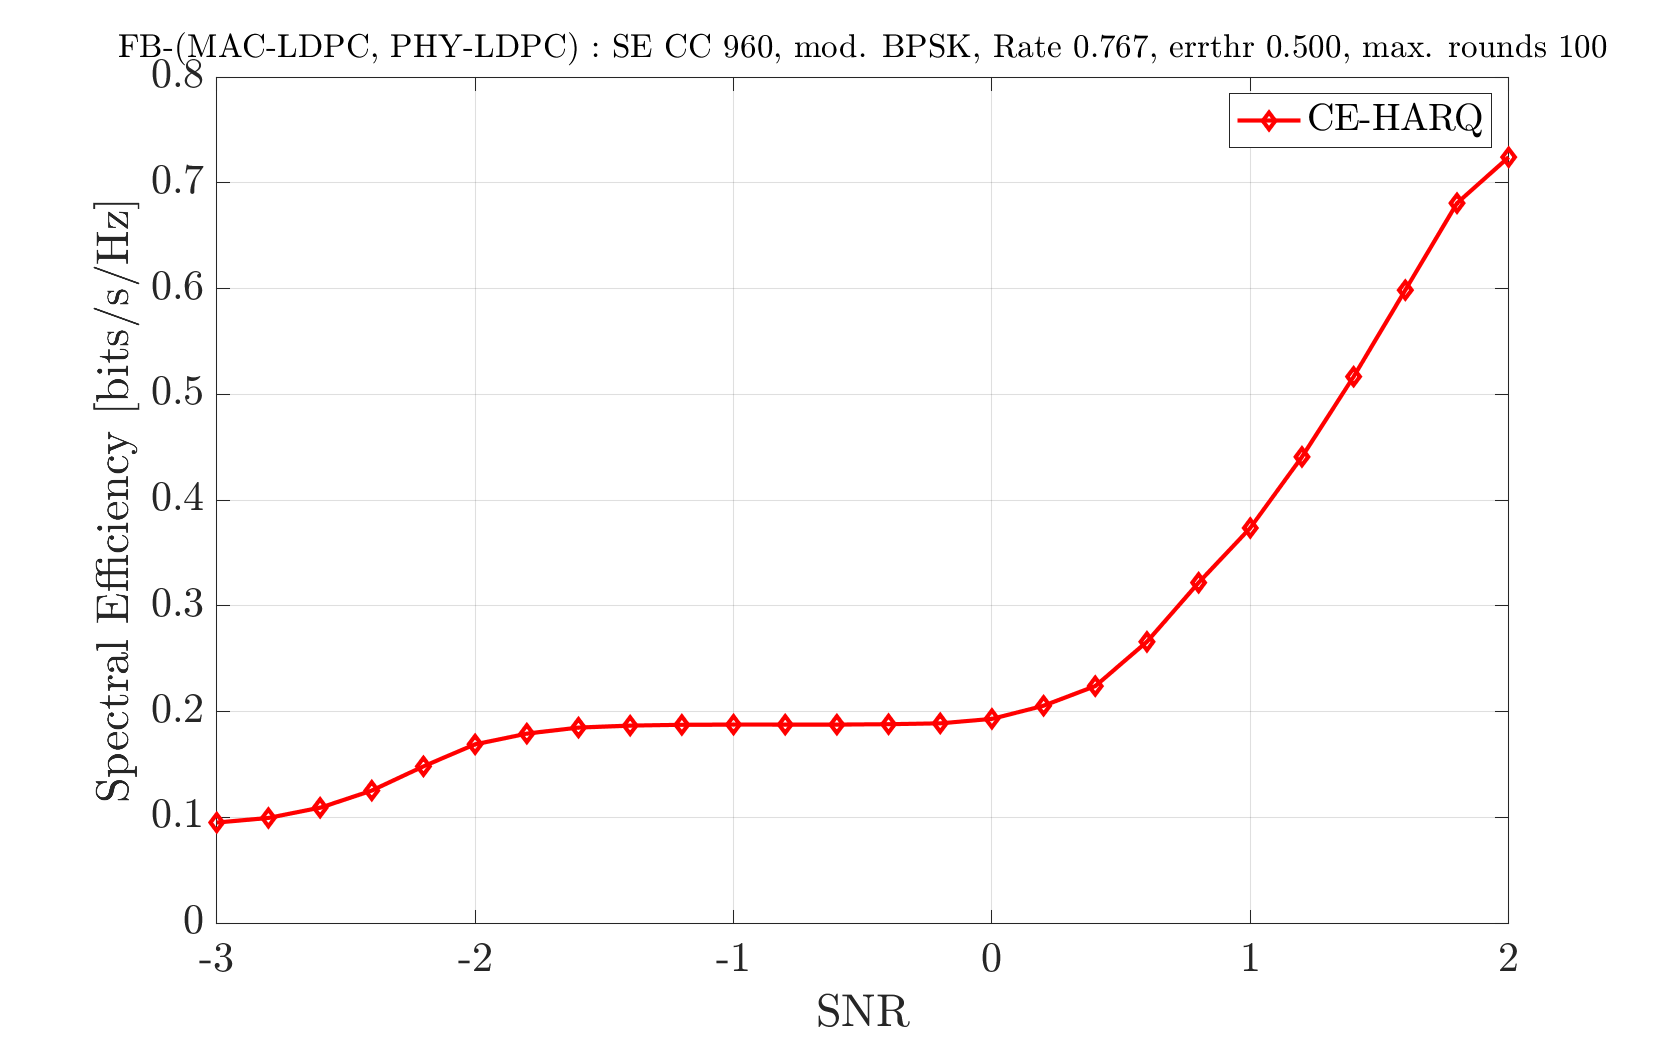 FB-(MAC-LDPC, PHY-LDPC) : SE CC 960, mod. BPSK, Rate 0.767, errthr 0.500, max. rounds 100
CE-HARQ
0.8
0.7
0.6
0.5
0.4
0.3
0.2
0.1
0
Spectral Efficiency [bits/s/Hz]
-3 -2 -1 0 1 2
SNR